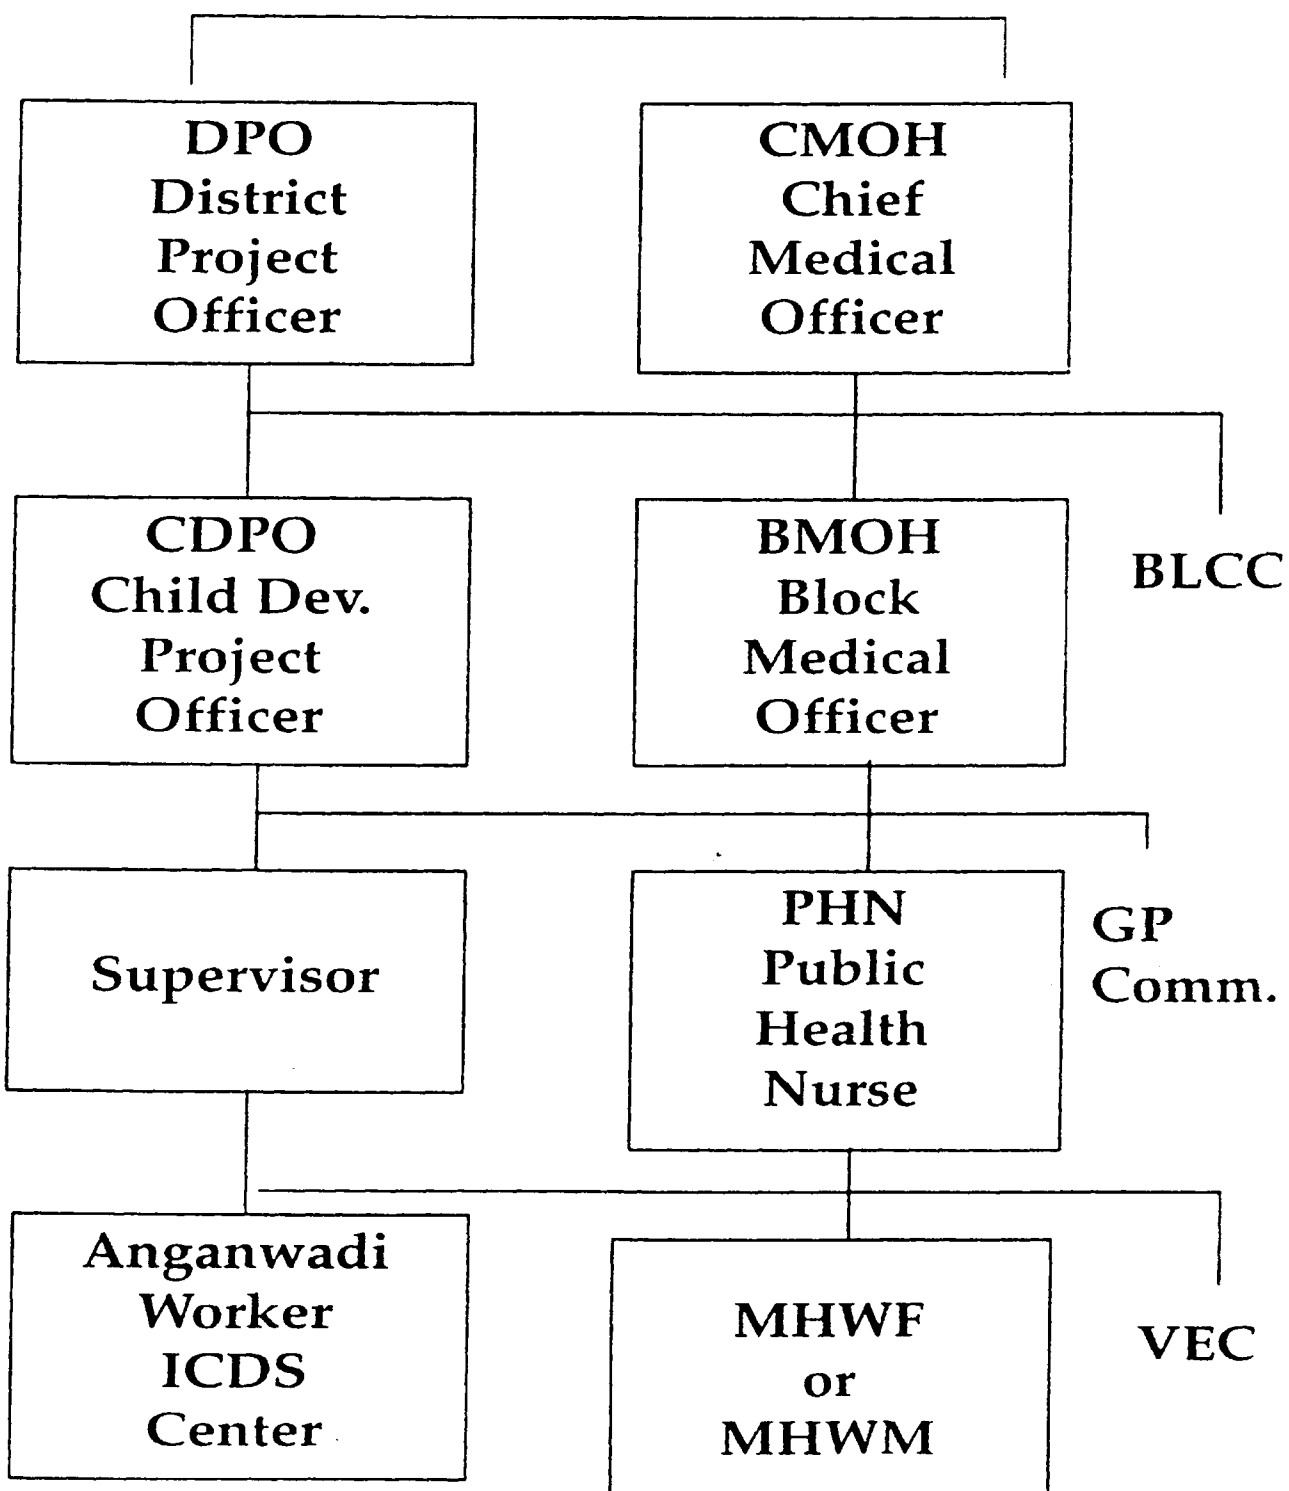 DPO
District
Project
Officer
CMOH
Chief
Medical
Officer
CDPO
Child Dev.
Project
Officer
BMOH
Block
Medical
Officer
BLCC
Supervisor
PHN
Public
Health
Nurse
GP
Comm.
Anganwadi
Worker
ICDS
Center
MHWF
or
MHWM
VEC